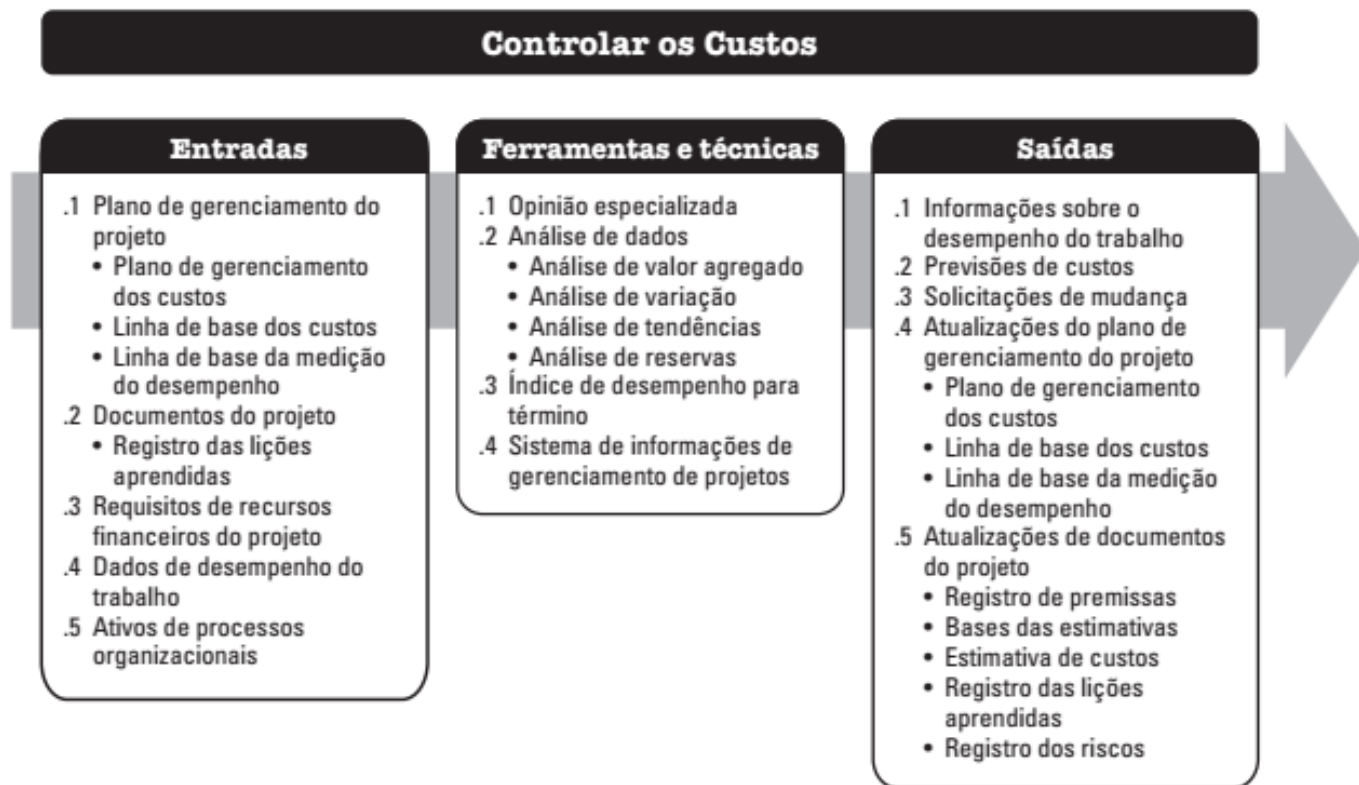 Controlar os Custos
Entradas
.1 Plano de gerenciamento do
projeto
• Plano de gerenciamento
dos custos
• Linha de base dos custos
• Linha de base da medição
do desempenho
.2 Documentos do projeto
• Registro das lições
aprendidas
.3 Requisitos de recursos
financeiros do projeto
.4 Dados de desempenho do
trabalho
.5 Ativos de processos
organizacionais
Ferramentas e técnicas
.1 Opinião especializada
.2 Análise de dados
• Análise de valor agregado
• Análise de variação
• Análise de tendências
• Análise de reservas
.3 Índice de desempenho para
término
.4 Sistema de informações de
gerenciamento de projetos
Saídas
.1 Informações sobre o
desempenho do trabalho
.2 Previsões de custos
.3 Solicitações de mudança
.4 Atualizações do plano de
gerenciamento do projeto
• Plano de gerenciamento
dos custos
• Linha de base dos custos
• Linha de base da medição
do desempenho
.5 Atualizações de documentos
do projeto
• Registro de premissas
• Bases das estimativas
• Estimativa de custos
• Registro das lições
aprendidas
• Registro dos riscos